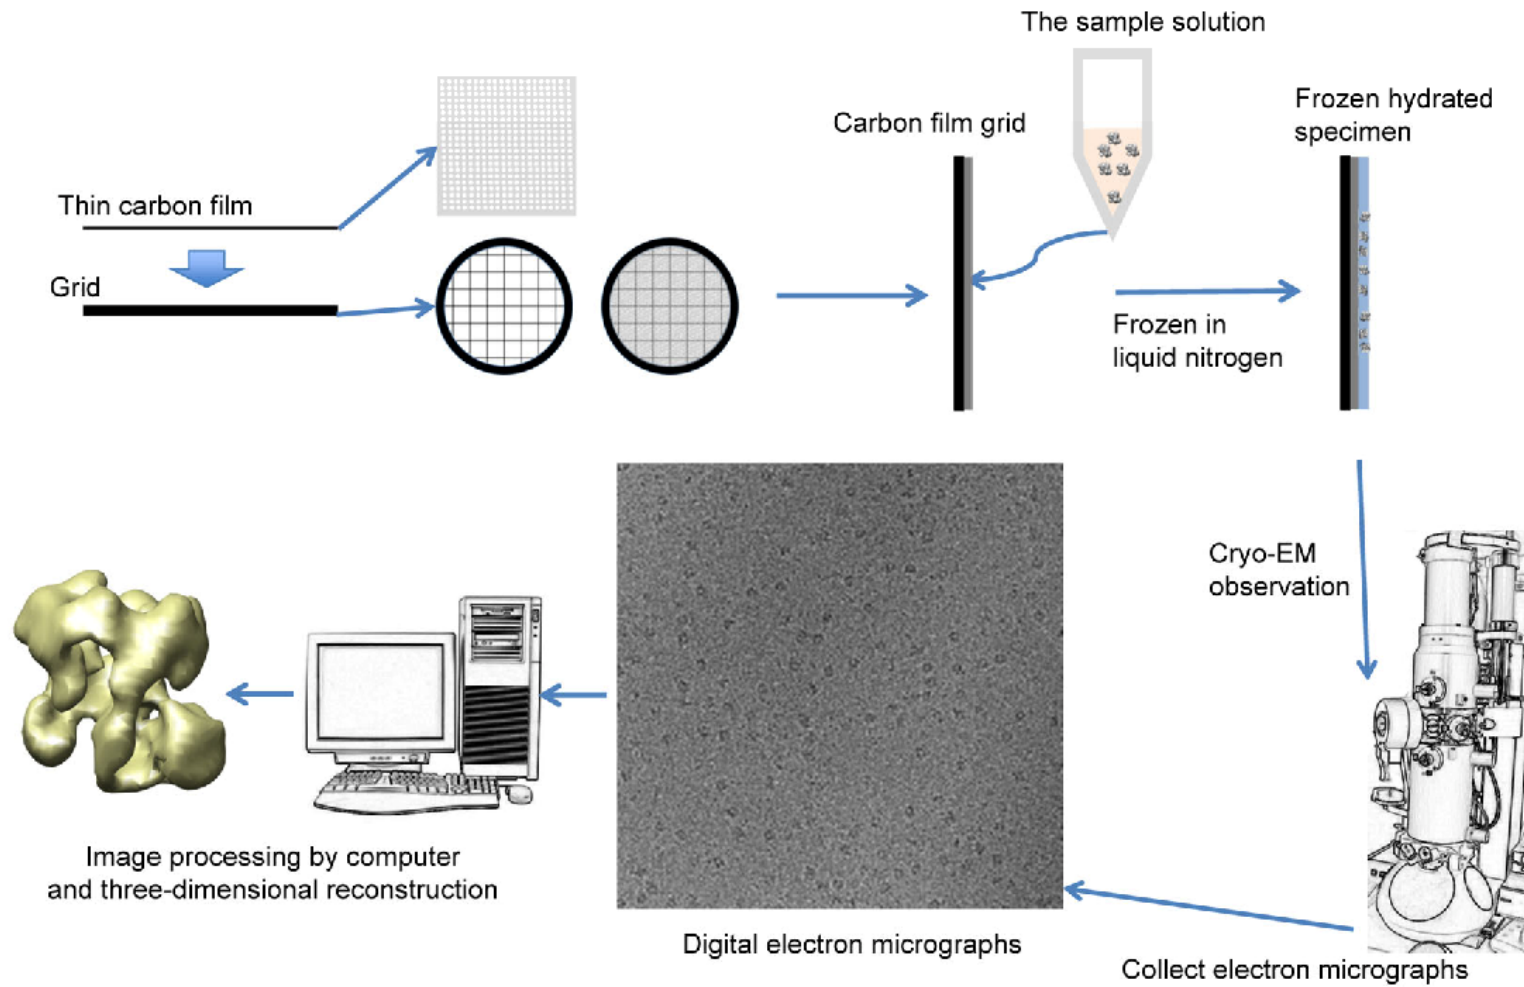 The sample solution
Carbon film grid
Frozen hydrated
specimen
Thin carbon film
Grid
Frozen in
liquid nitrogen
Cryo-EM
observation
Image processing by computer
and three-dimensional reconstruction
Digital electron micrographs
Collect electron micrographs